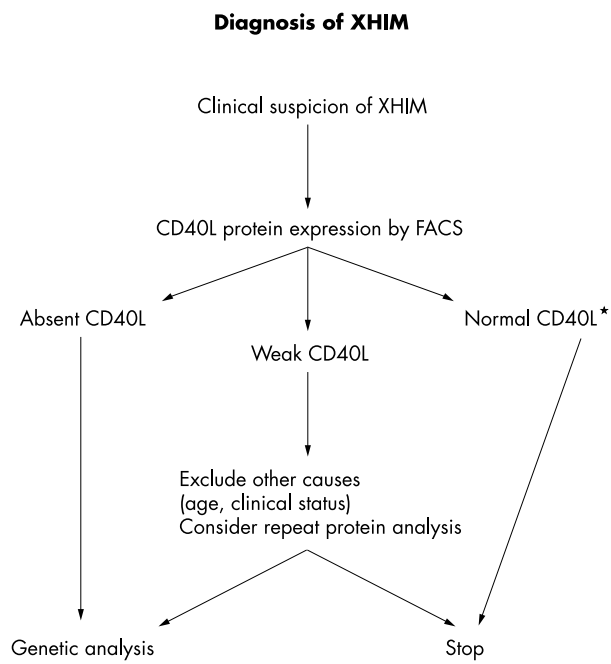 Diagnosis of XHIM
Clinical suspicion of XHIM
CD40L protein expression by FACS
Absent CD40L
Normal CD40L★
Weak CD40L
Exclude other causes
(age, clinical status)
Consider repeat protein analysis
Genetic analysis
Stop